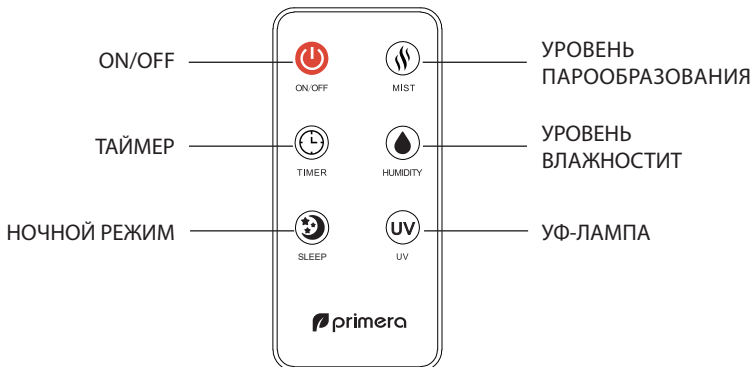 ON/OFF
ТАЙМЕР
НОЧНОЙ РЕЖИМ
ON/OFF
MIST
TIMER
HUMIDITY
SLEEP
UV
UV
primera
УРОВЕНЬ
ПАРООБРАЗОВАНИЯ
УРОВЕНЬ
ВЛАЖНОСТИТ
УФ-ЛАМПА